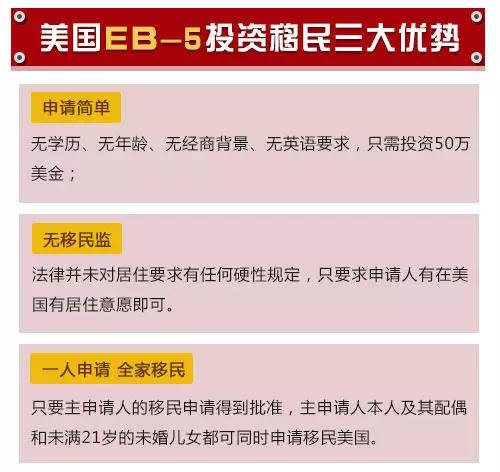 美国EB-5投资移民三大优势
申请简单
无学历、无年龄、无经商背景、无英语要求，只需投资50万
美金；
无移民监
法律并未对居住要求有任何硬性规定，只要求申请人有在美
国有居住意愿即可。
一人申请 全家移民
只要主申请人的移民申请得到批准，主申请人本人及其配偶
和未满21岁的未婚儿女都可同时申请移民美国。